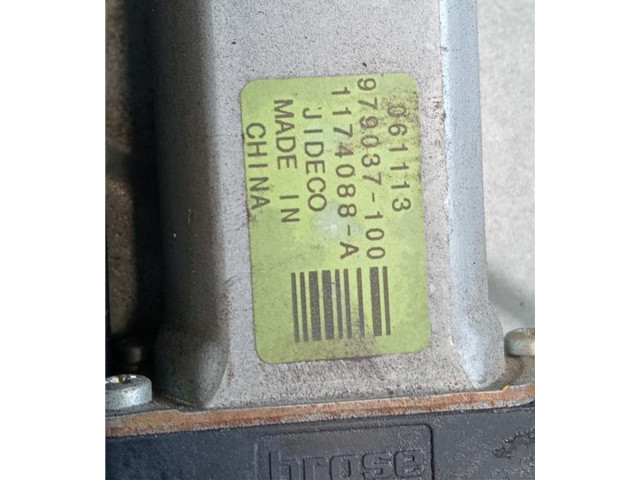 061113
979037-100
1174088-A
JIDECO
MADE IN
CHINA
brose